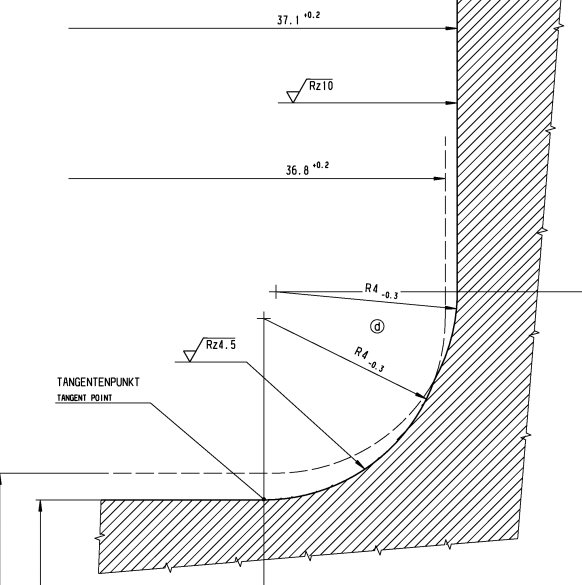 37.1 +0.2
Rz10
36.8 +0.2
R4 -0.3
d
R4 -0.3
Rz4.5
TANGENTENPUNKT
TANGENT POINT